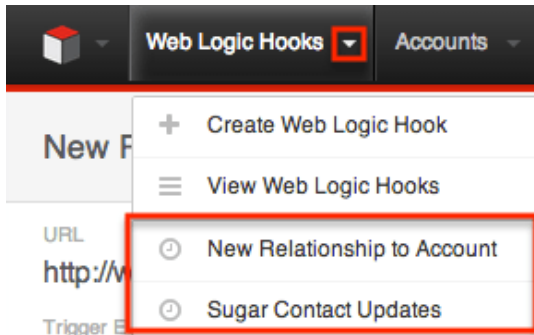 Web Logic Hooks
Accounts
Create Web Logic Hook
New
View Web Logic Hooks
URL
New Relationship to Account
Sugar Contact Updates
Trigger